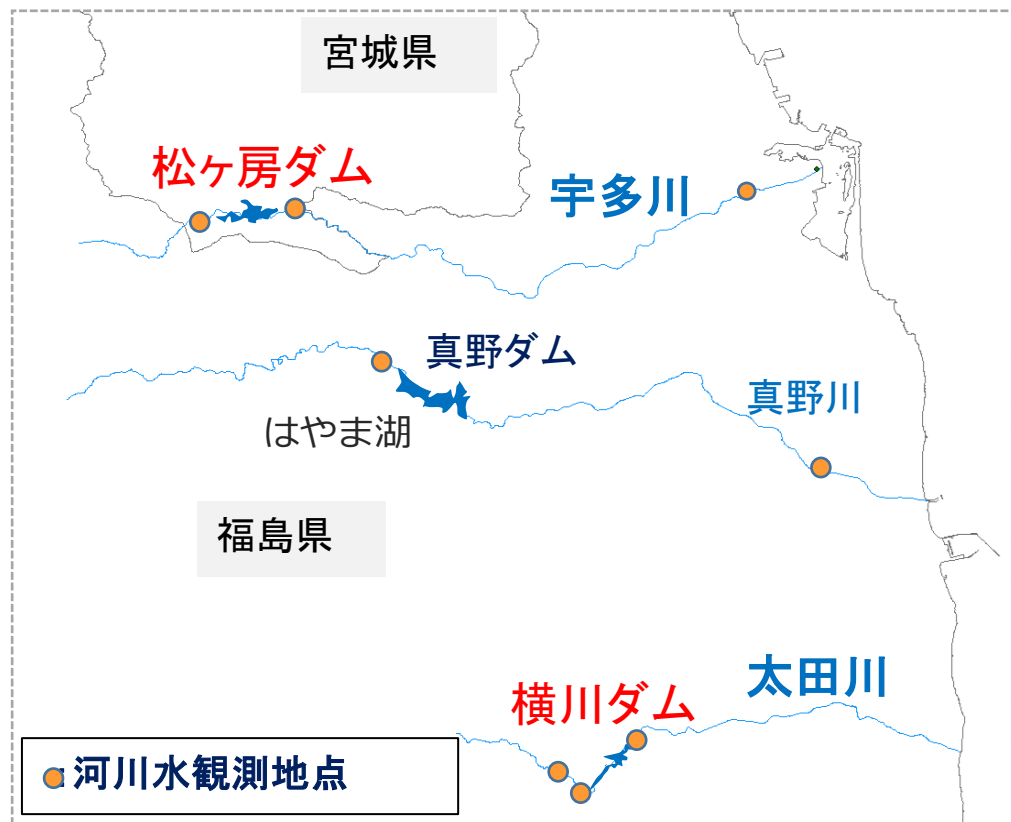 宮城県
松ヶ房ダム
宇多川
真野ダム
真野川
はやま湖
福島県
太田川
横川ダム
：河川水観測地点